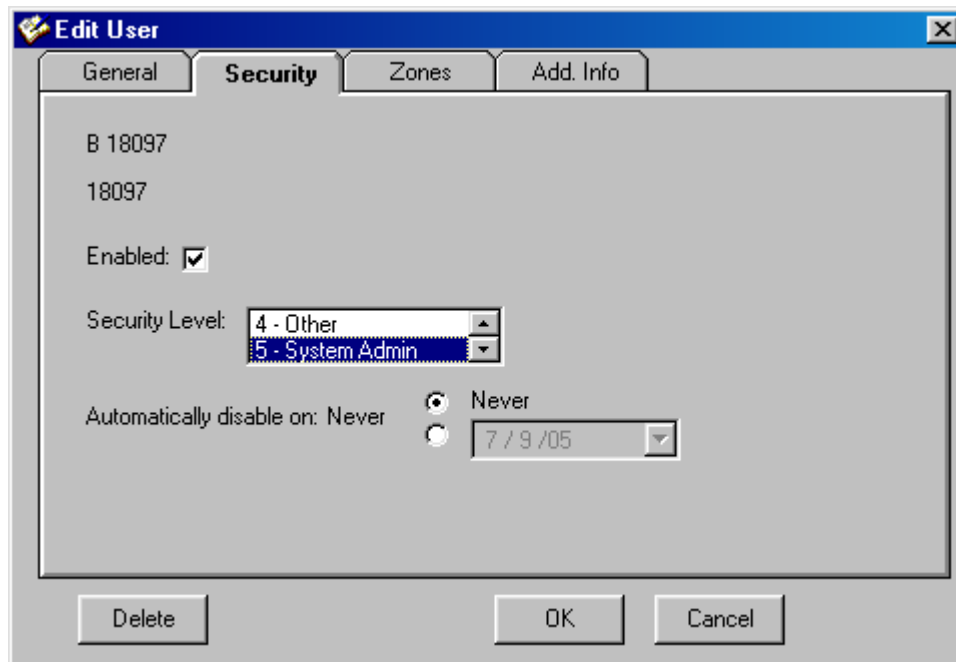 Edit User
General Security Zones Add. Info
B 18097
18097
Enabled:
Security Level:
4 - Other
5 - System Admin
Automatically disable on: Never
Never
7 / 9 /05
Delete OK Cancel